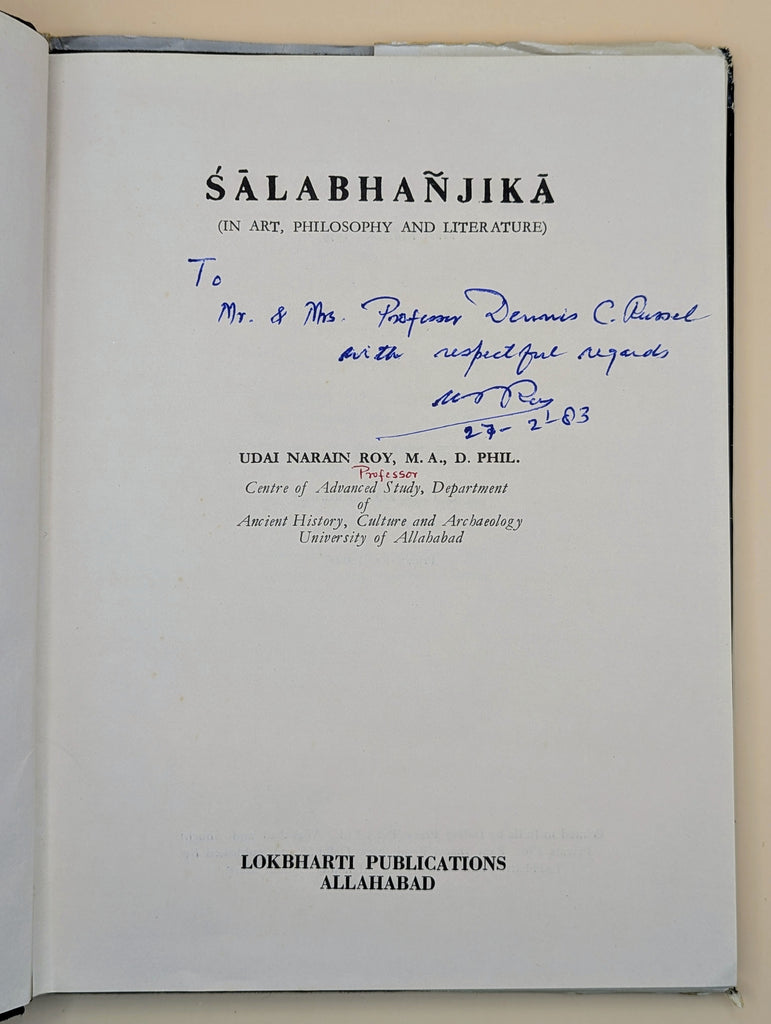 ŚĀLABHAÑJIKĀ
(IN ART, PHILOSOPHY AND LITERATURE)
To
Mr. & Mrs. Professor Dennis C. Russel
with respectful regards
UN Roy
27-2-83
UDAI NARAIN ROY, M. A., D. PHIL.
Professor
Centre of Advanced Study, Department
of
Ancient History, Culture and Archaeology
University of Allahabad
LOKBHARTI PUBLICATIONS
ALLAHABAD